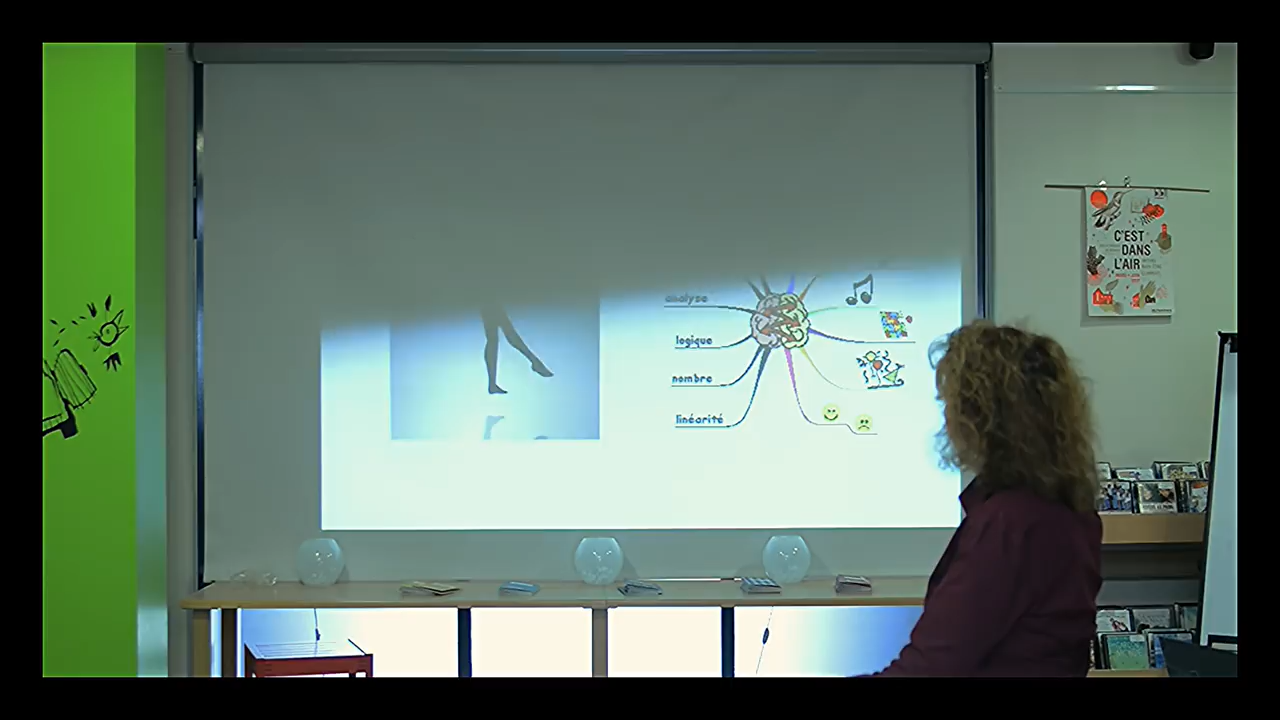 analyse
logique
nombre
linéarité
C'EST
DANS
L'AIR